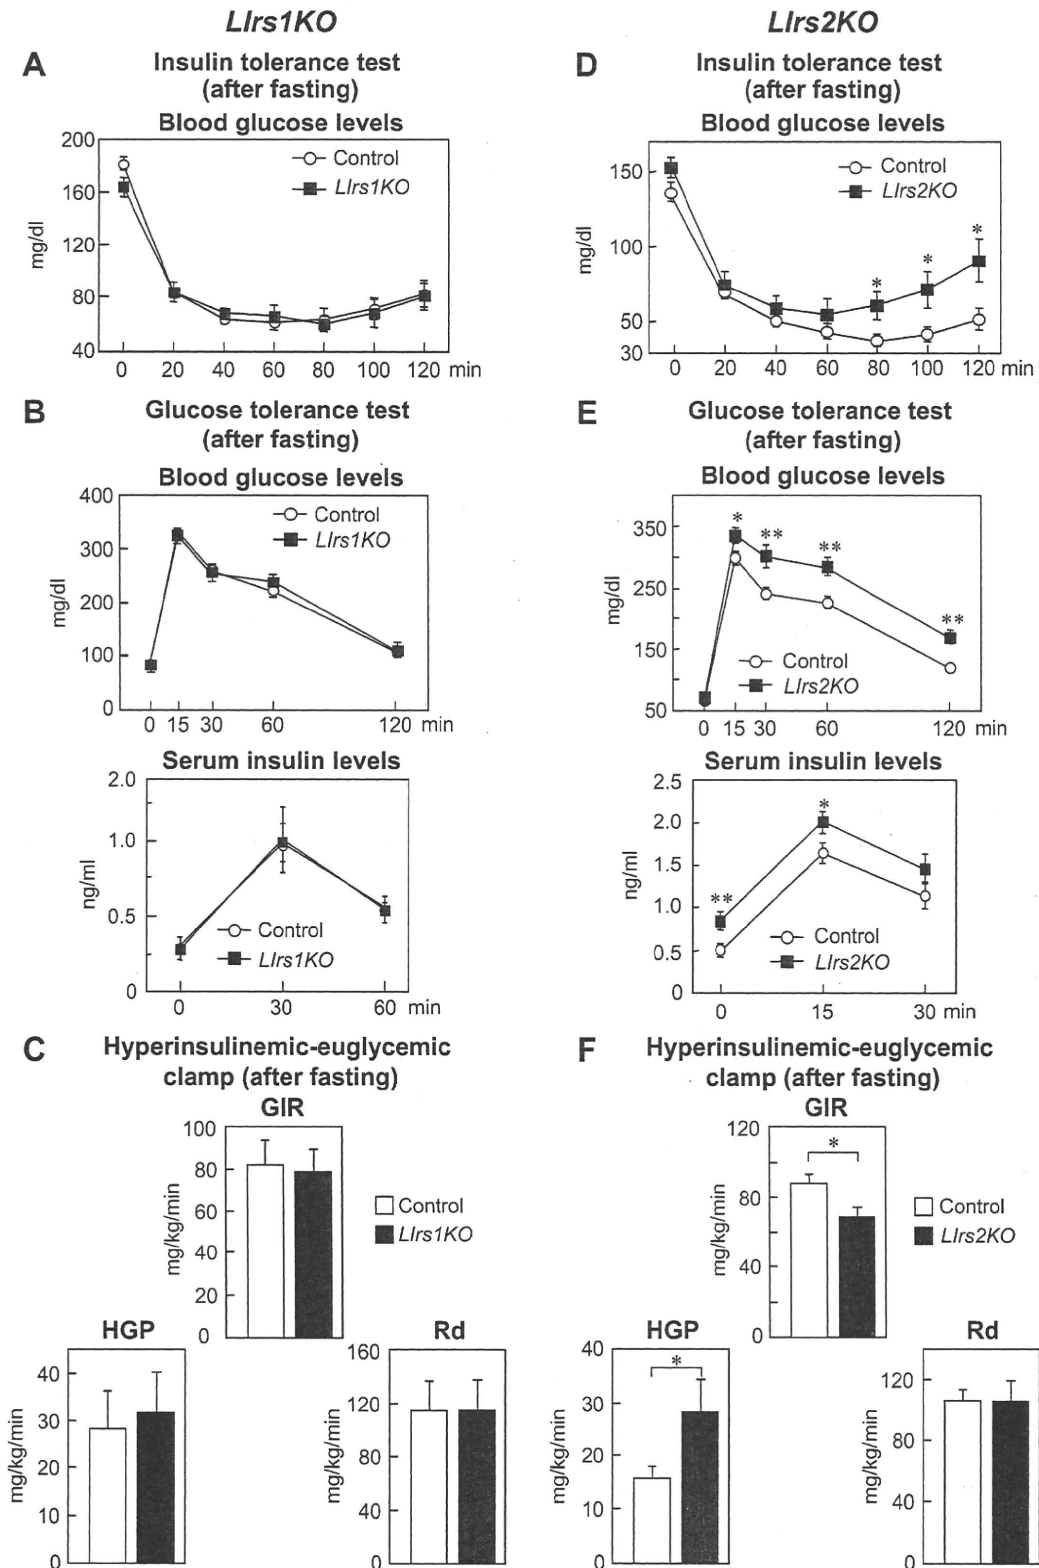 LIrs1KO
A
Insulin tolerance test
(after fasting)
Blood glucose levels
200
160
120
80
40
mg/dl
Control
LIrs1KO
0 20 40 60 80 100 120 min
B
Glucose tolerance test
(after fasting)
Blood glucose levels
400
300
200
100
0
mg/dl
Control
LIrs1KO
0 15 30 60 120 min
Serum insulin levels
2.0
1.0
0.5
0
ng/ml
Control
LIrs1KO
0 30 60 min
C
Hyperinsulinemic-euglycemic
clamp (after fasting)
GIR
100
80
60
40
20
0
mg/kg/min
Control
LIrs1KO
HGP
40
30
20
10
0
mg/kg/min
Rd
160
120
80
40
0
mg/kg/min
LIrs2KO
D
Insulin tolerance test
(after fasting)
Blood glucose levels
150
100
50
30
mg/dl
Control
LIrs2KO
* * *
0 20 40 60 80 100 120 min
E
Glucose tolerance test
(after fasting)
Blood glucose levels
350
250
150
50
mg/dl
* ** ** **
Control
LIrs2KO
0 15 30 60 120 min
Serum insulin levels
2.5
2.0
1.5
1.0
0.5
0
ng/ml
** *
Control
LIrs2KO
0 15 30 min
F
Hyperinsulinemic-euglycemic
clamp (after fasting)
GIR
120
80
40
0
mg/kg/min
*
Control
LIrs2KO
HGP
40
30
20
10
0
mg/kg/min
*
Rd
120
80
40
0
mg/kg/min